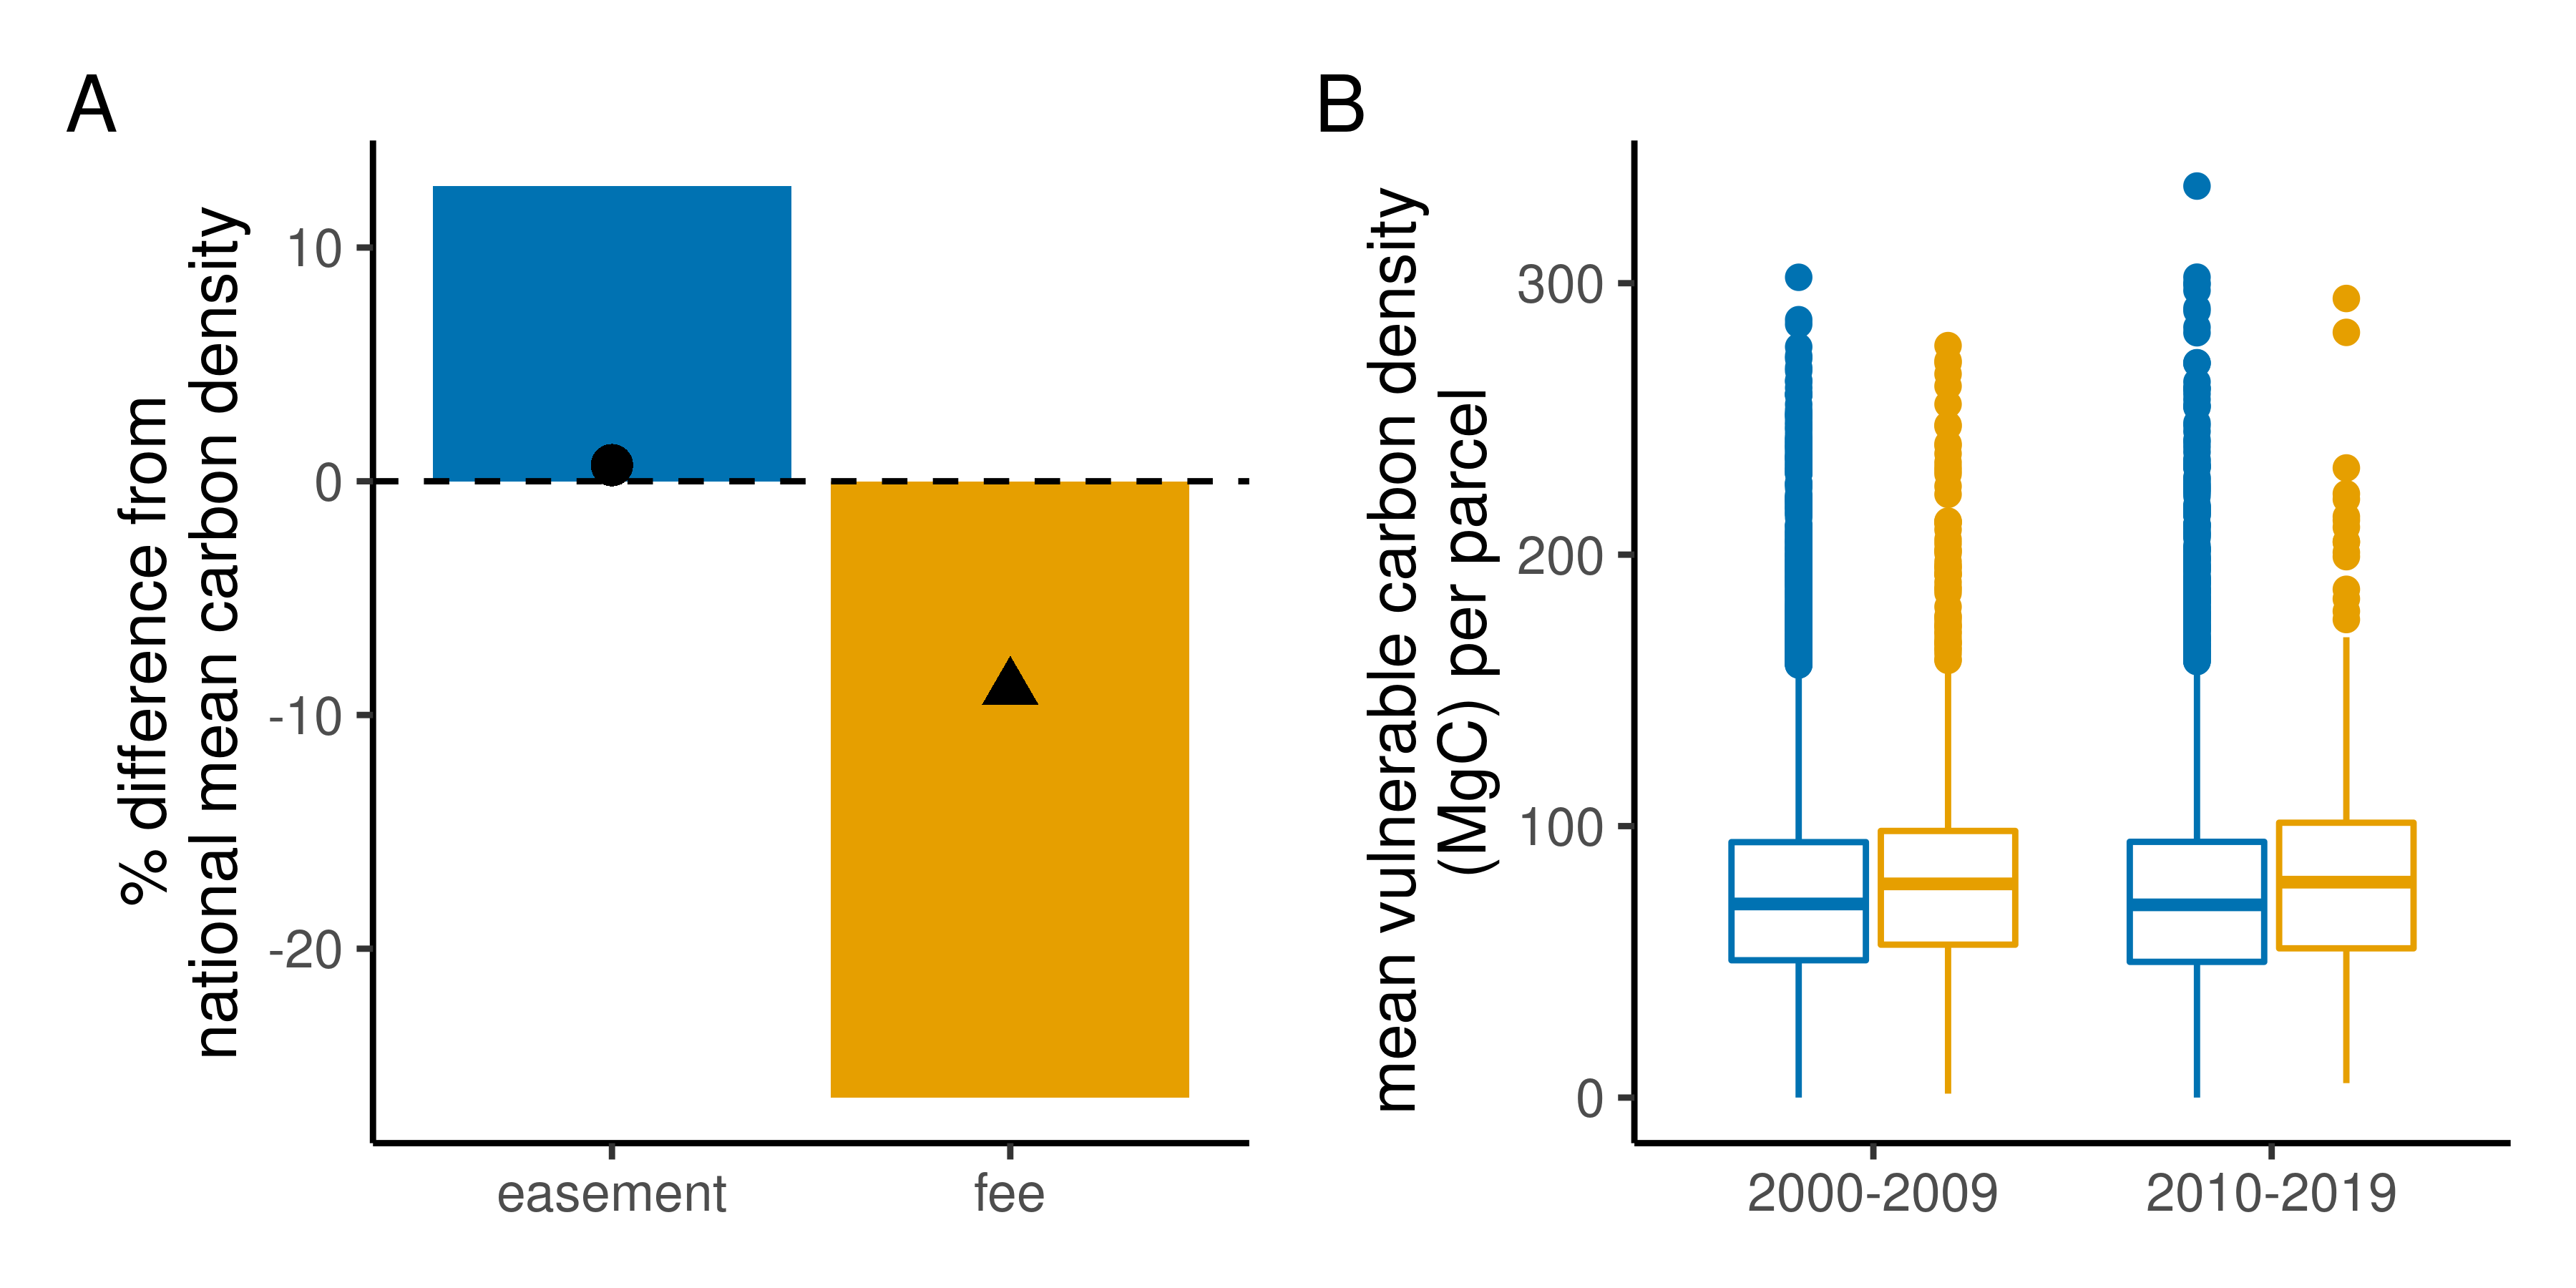 A
% difference from
national mean carbon density
10
0
-10
-20
easement
fee
B
mean vulnerable carbon density
(MgC) per parcel
300
200
100
0
2000-2009
2010-2019